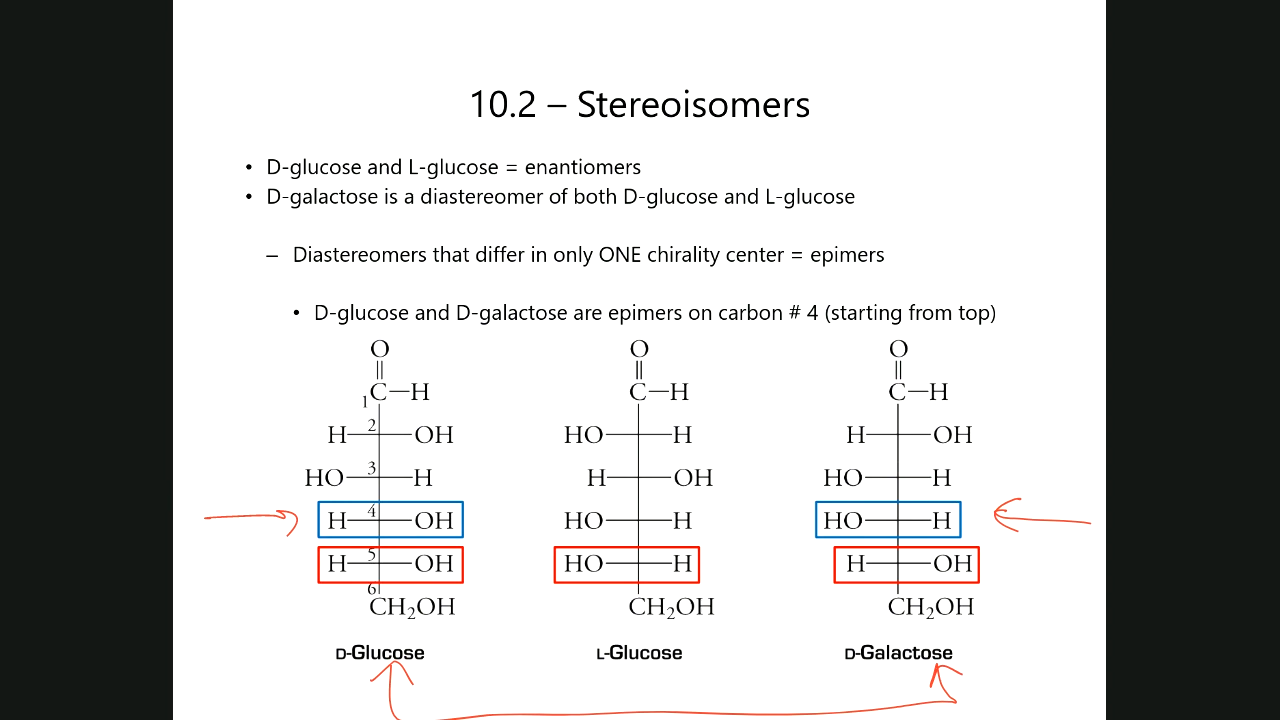 10.2 – Stereoisomers
• D-glucose and L-glucose = enantiomers
• D-galactose is a diastereomer of both D-glucose and L-glucose
– Diastereomers that differ in only ONE chirality center = epimers
• D-glucose and D-galactose are epimers on carbon # 4 (starting from top)
O O O
1 C—H C—H C—H
H 2 OH HO H H OH
HO 3 H H OH HO H
H 4 OH HO H HO H
H 5 OH HO H H OH
6 CH₂OH CH₂OH CH₂OH
D-Glucose L-Glucose D-Galactose